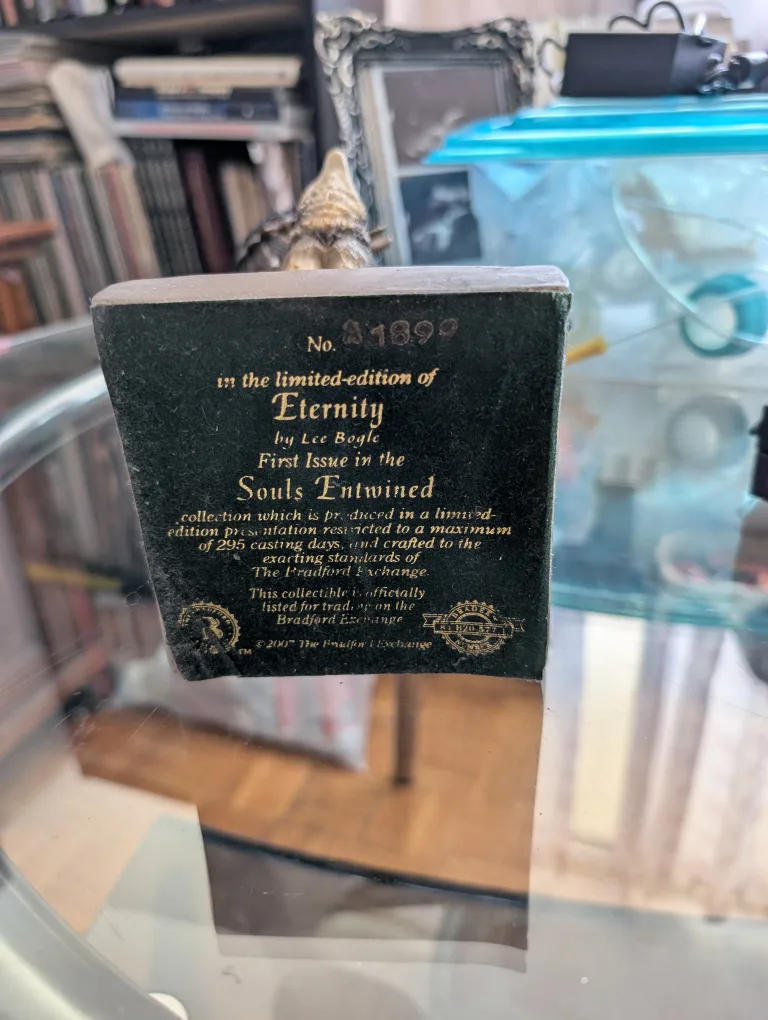 No. A1899
in the limited-edition of
Eternity
by Lee Bogle
First Issue in the
Souls Entwined
collection which is produced in a limited-
edition presentation restricted to a maximum
of 295 casting days, and crafted to the
exacting standards of
The Bradford Exchange.
This collectible is officially
listed for trading on the
Bradford Exchange
B
TM
© The Bradford Exchange